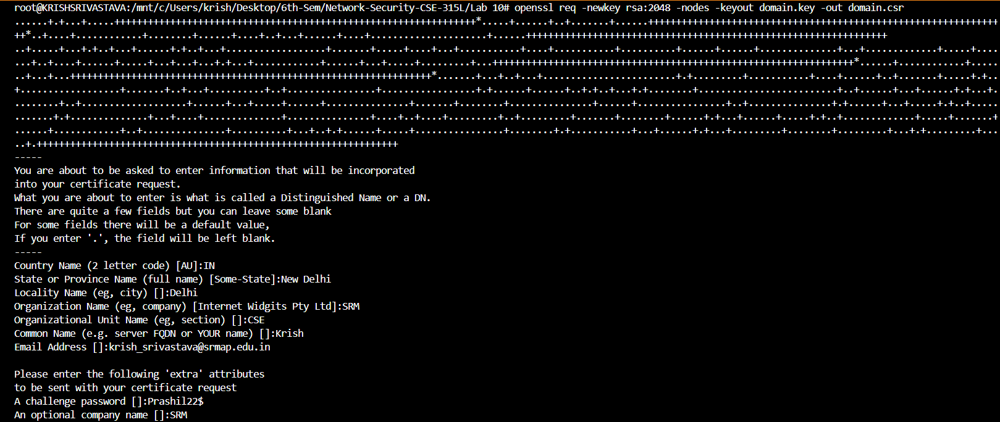 root@KRISHSRIVASTAVA:/mnt/c/Users/krish/Desktop/6th-Sem/Network-Security-CSE-315L/Lab 10# openssl req -newkey rsa:2048 -nodes -keyout domain.key -out domain.csr
-----
You are about to be asked to enter information that will be incorporated
into your certificate request.
What you are about to enter is what is called a Distinguished Name or a DN.
There are quite a few fields but you can leave some blank
For some fields there will be a default value,
If you enter '.', the field will be left blank.
-----
Country Name (2 letter code) [AU]:IN
State or Province Name (full name) [Some-State]:New Delhi
Locality Name (eg, city) []:Delhi
Organization Name (eg, company) [Internet Widgits Pty Ltd]:SRM
Organizational Unit Name (eg, section) []:CSE
Common Name (e.g. server FQDN or YOUR name) []:Krish
Email Address []:krish_srivastava@srmap.edu.in

Please enter the following 'extra' attributes
to be sent with your certificate request
A challenge password []:Prashil22$
An optional company name []:SRM